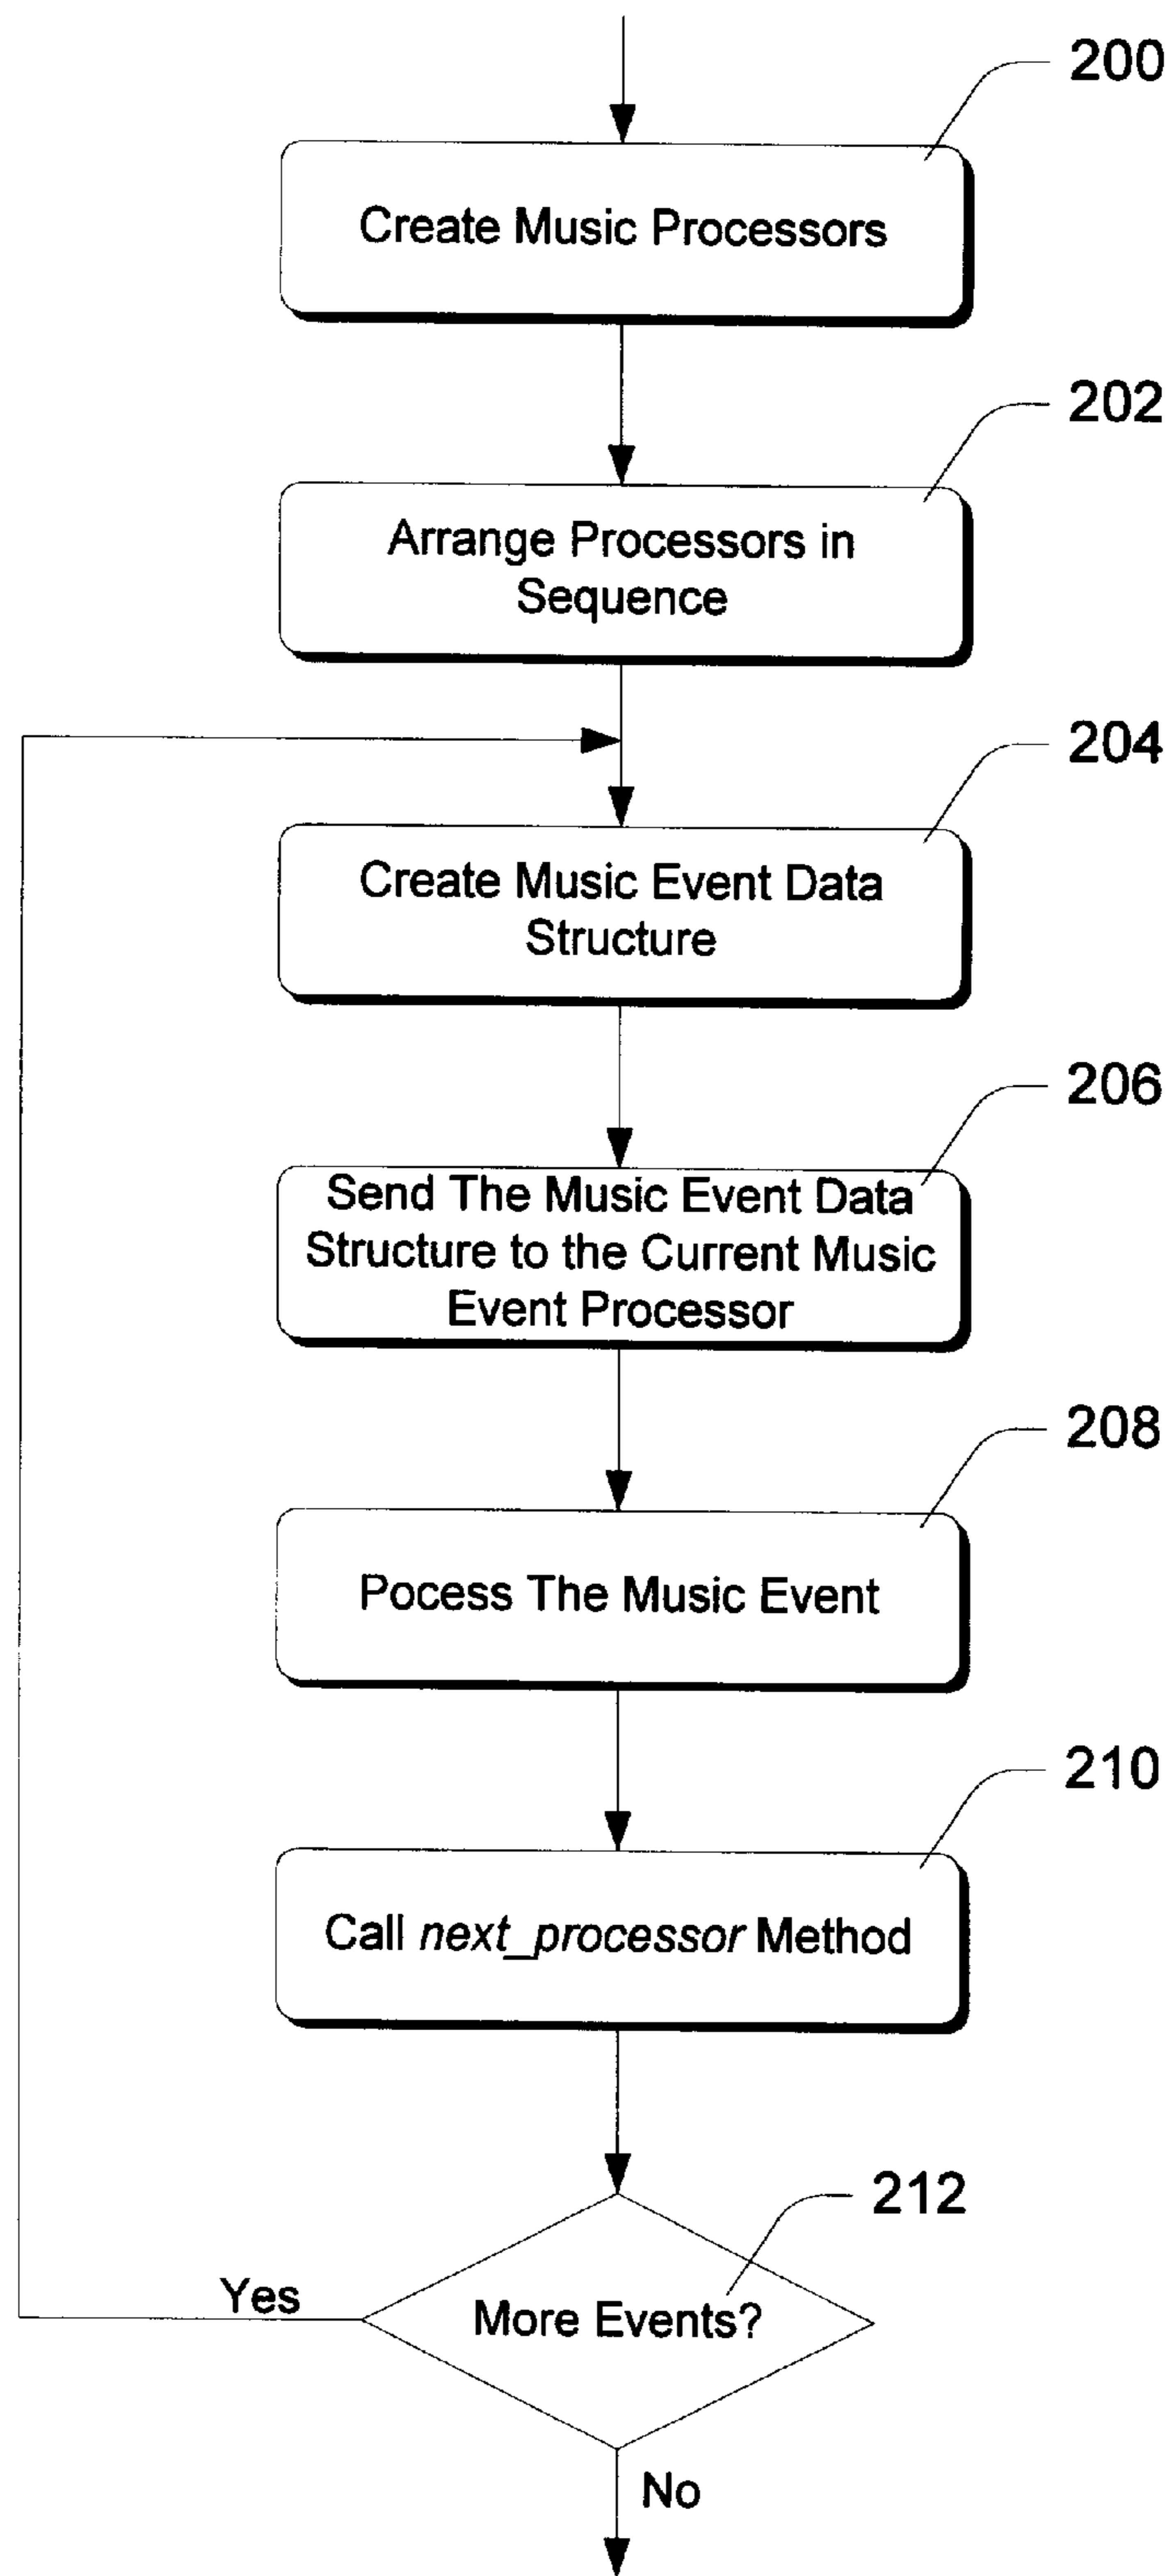 200
Create Music Processors
202
Arrange Processors in
Sequence
204
Create Music Event Data
Structure
206
Send The Music Event Data
Structure to the Current Music
Event Processor
208
Pocess The Music Event
210
Call next_processor Method
212
More Events?
Yes
No